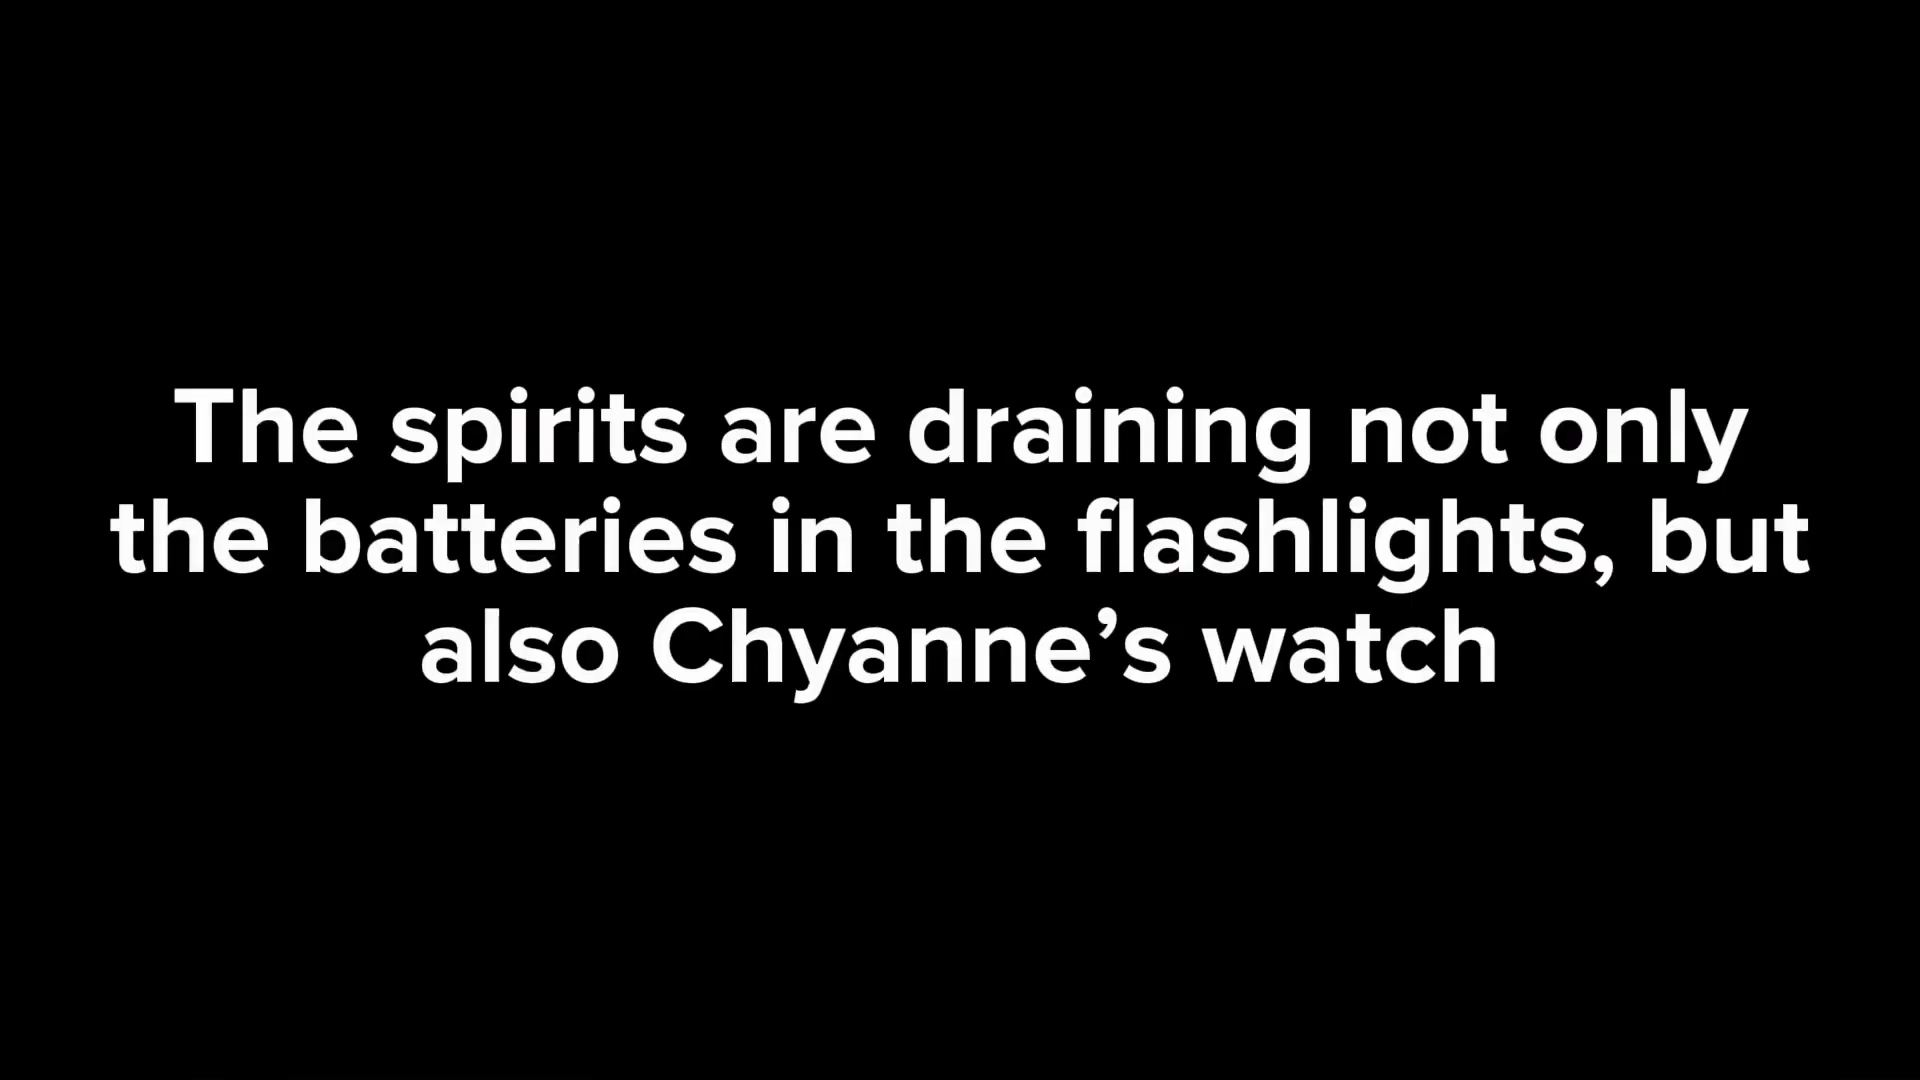 The spirits are draining not only
the batteries in the flashlights, but
also Chyanne’s watch